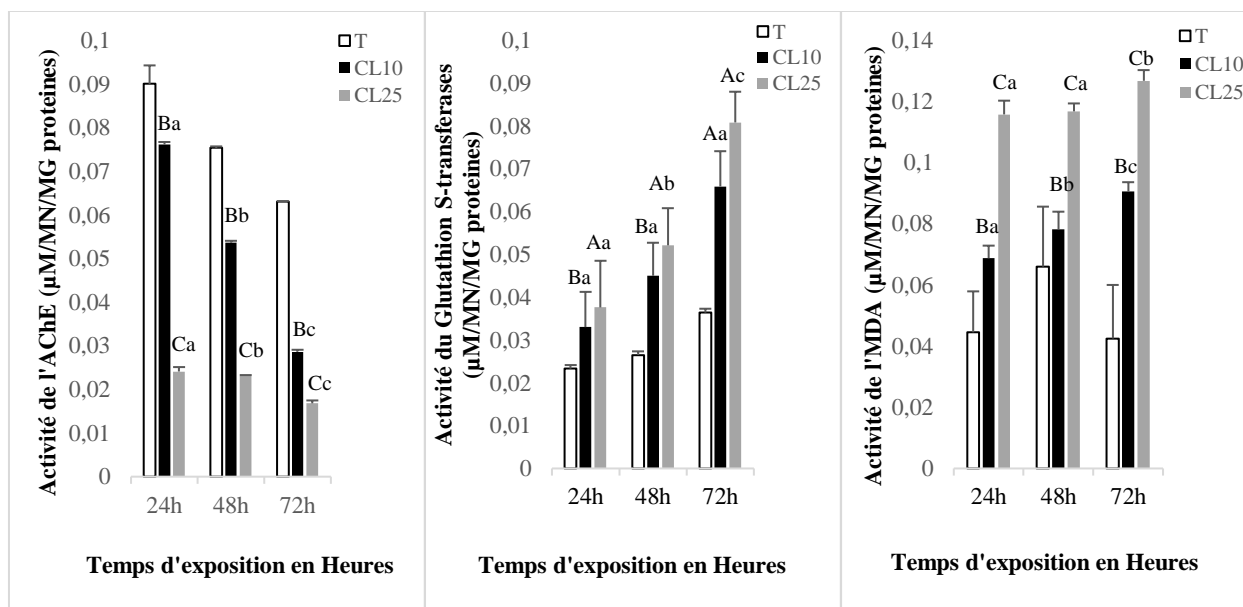 Activité de l'AChE (µM/MN/MG proteines)
0,1
0,09
0,08
0,07
0,06
0,05
0,04
0,03
0,02
0,01
0
T
CL10
CL25
Ba
Ca
Bb
Cb
Bc
Cc
24h 48h 72h
Temps d'exposition en Heures
Activité du Glutathion S-transferases
(µM/MN/MG proteines)
0,1
0,09
0,08
0,07
0,06
0,05
0,04
0,03
0,02
0,01
0
T
CL10
CL25
Ba
Aa
Ba
Ab
Aa
Ac
24h 48h 72h
Temps d'exposition en Heures
Activité de l'MDA (µM/MN/MG proteines)
0,14
0,12
0,1
0,08
0,06
0,04
0,02
0
T
CL10
CL25
Ba
Ca
Bb
Ca
Bc
Cb
24h 48h 72h
Temps d'exposition en Heures